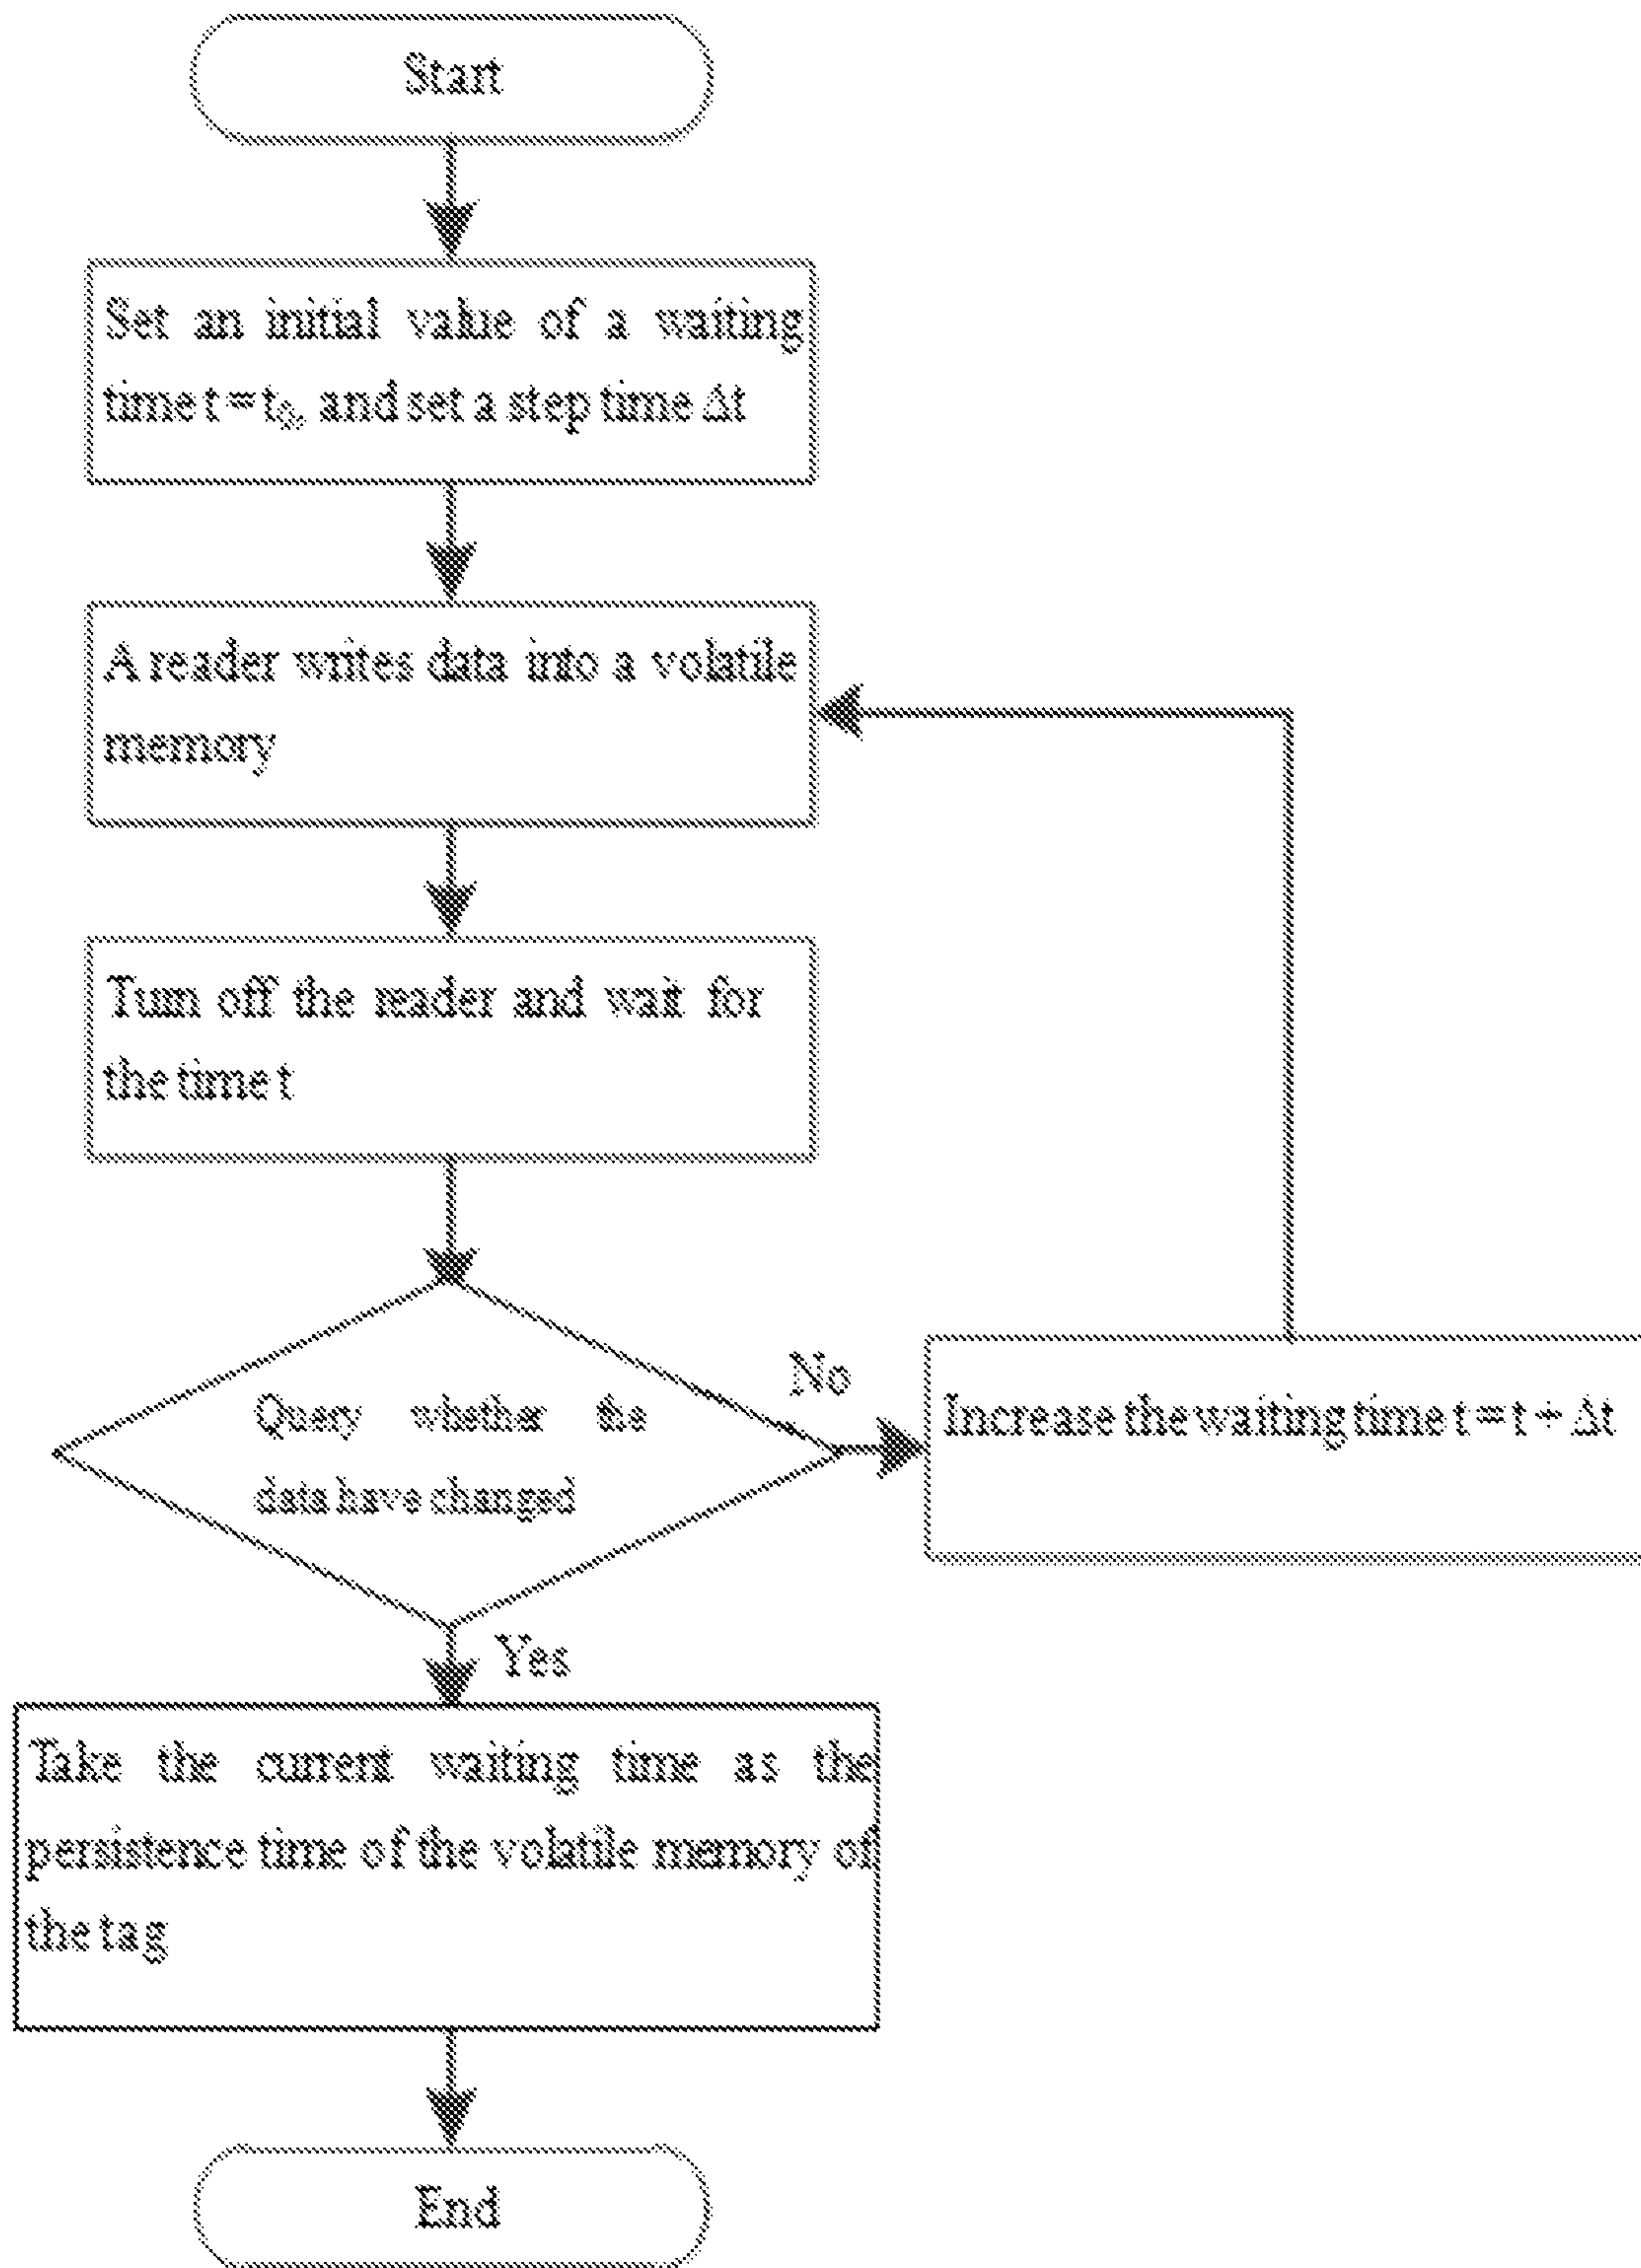 Start
Set an initial value of a waiting
time t = t₀, and set a step time Δt
A reader writes data into a volatile
memory
Turn off the reader and wait for
the time t
No
Query whether the
data have changed
Increase the waiting time t = t + Δt
Yes
Take the current waiting time as the
persistence time of the volatile memory of
the tag
End